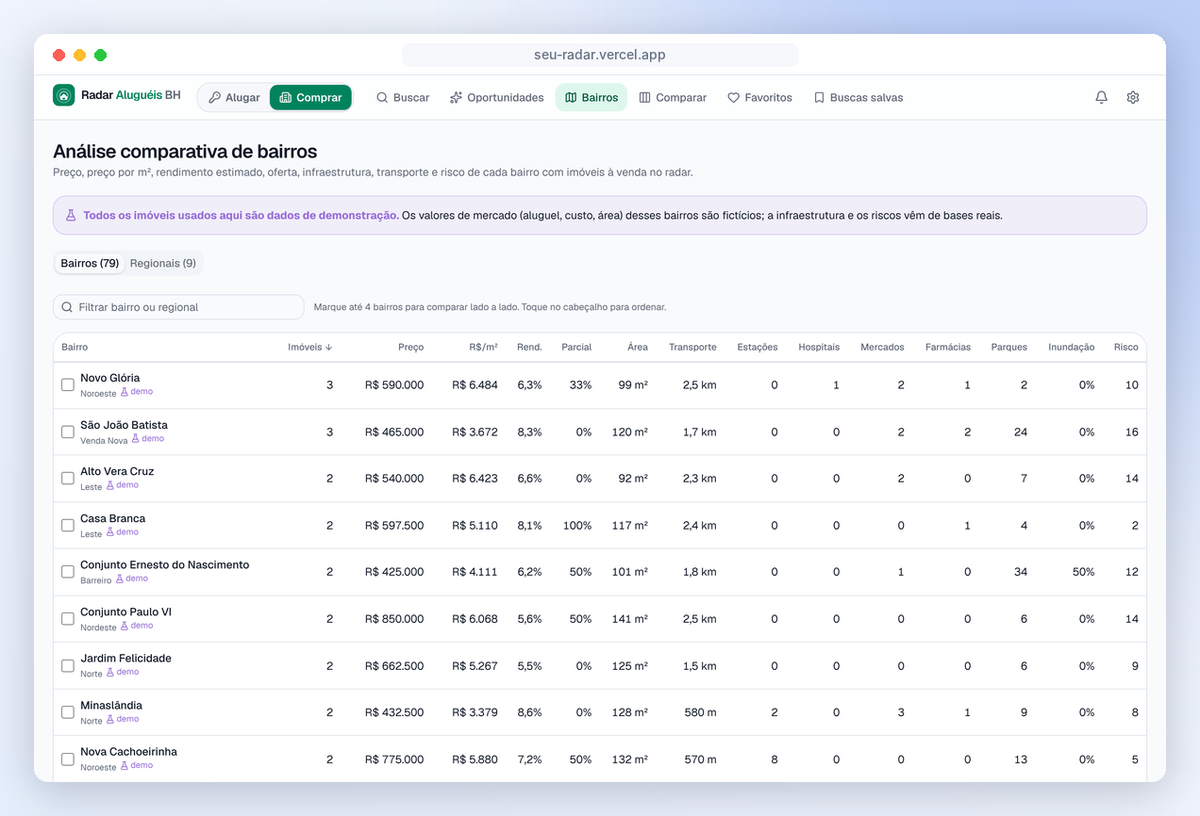 seu-radar.vercel.app
Radar Aluguéis BH Alugar Comprar Buscar Oportunidades Bairros Comparar Favoritos Buscas salvas
Análise comparativa de bairros
Preço, preço por m², rendimento estimado, oferta, infraestrutura, transporte e risco de cada bairro com imóveis à venda no radar.
Todos os imóveis usados aqui são dados de demonstração. Os valores de mercado (aluguel, custo, área) desses bairros são fictícios; a infraestrutura e os riscos vêm de bases reais.
Bairros (79) Regionais (9)
Filtrar bairro ou regional Marque até 4 bairros para comparar lado a lado. Toque no cabeçalho para ordenar.
Bairro Imóveis ↓ Preço R$/m² Rend. Parcial Área Transporte Estações Hospitais Mercados Farmácias Parques Inundação Risco
Novo Glória 3 R$ 590.000 R$ 6.484 6,3% 33% 99 m² 2,5 km 0 1 2 1 2 0% 10
Noroeste demo
São João Batista 3 R$ 465.000 R$ 3.672 8,3% 0% 120 m² 1,7 km 0 0 2 2 24 0% 16
Venda Nova demo
Alto Vera Cruz 2 R$ 540.000 R$ 6.423 6,6% 0% 92 m² 2,3 km 0 0 2 0 7 0% 14
Leste demo
Casa Branca 2 R$ 597.500 R$ 5.110 8,1% 100% 117 m² 2,4 km 0 0 0 1 4 0% 2
Leste demo
Conjunto Ernesto do Nascimento 2 R$ 425.000 R$ 4.111 6,2% 50% 101 m² 1,8 km 0 0 1 0 34 50% 12
Barreiro demo
Conjunto Paulo VI 2 R$ 850.000 R$ 6.068 5,6% 50% 141 m² 2,5 km 0 0 0 0 6 0% 14
Nordeste demo
Jardim Felicidade 2 R$ 662.500 R$ 5.267 5,5% 0% 125 m² 1,5 km 0 0 0 0 6 0% 9
Norte demo
Minaslândia 2 R$ 432.500 R$ 3.379 8,6% 0% 128 m² 580 m 2 0 3 1 9 0% 8
Norte demo
Nova Cachoeirinha 2 R$ 775.000 R$ 5.880 7,2% 50% 132 m² 570 m 8 0 0 0 13 0% 5
Noroeste demo